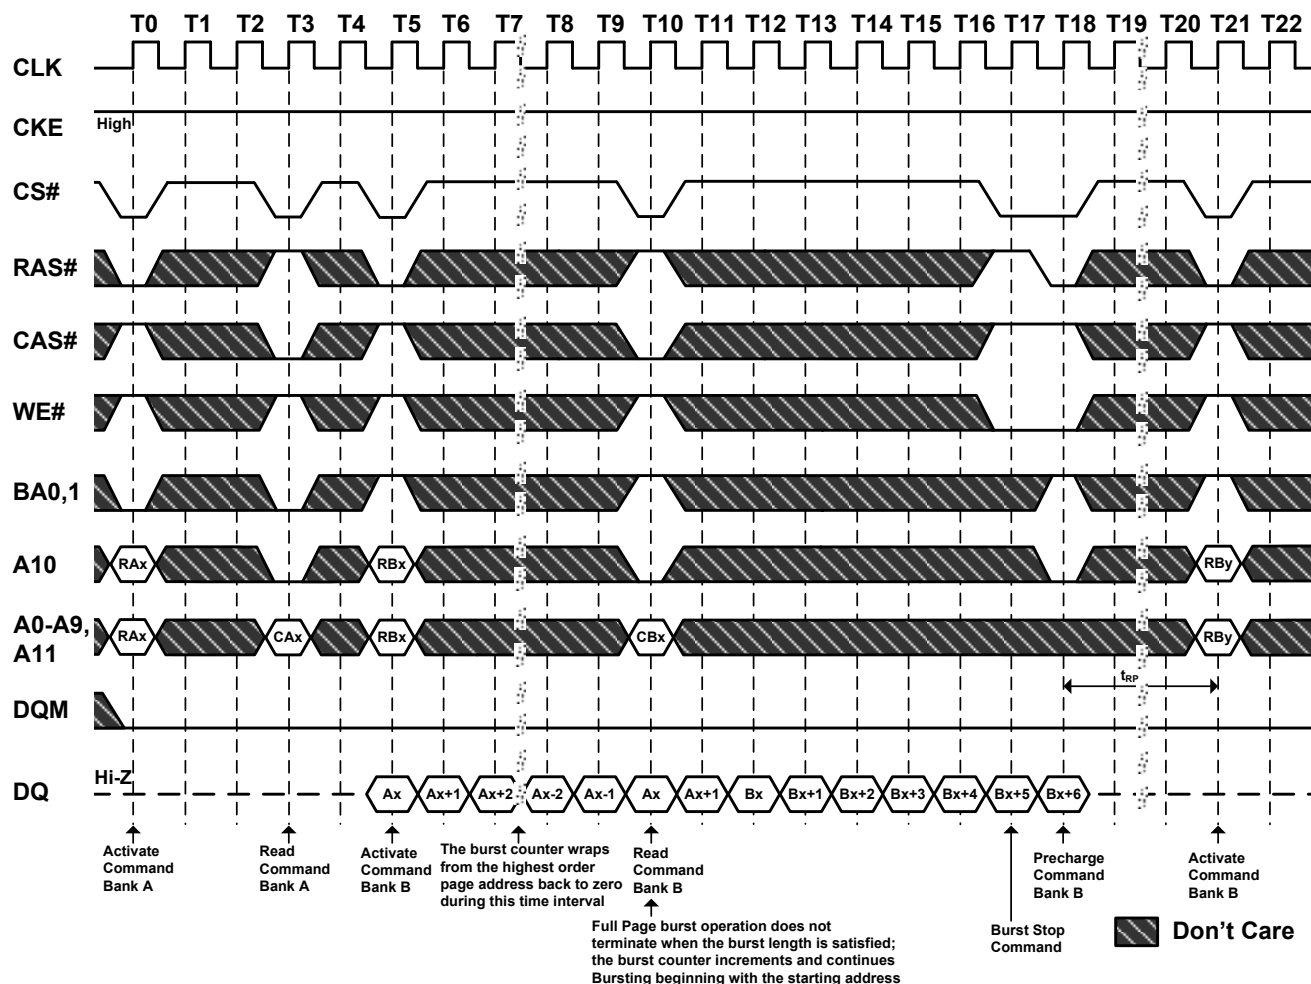 T0 T1 T2 T3 T4 T5 T6 T7 T8 T9 T10 T11 T12 T13 T14 T15 T16 T17 T18 T19 T20 T21 T22
CLK
CKE High
CS#
RAS#
CAS#
WE#
BA0,1
A10 RAx RBx RBy
A0-A9,
A11
RAx CAx RBx CBx RBy
tRP
DQM
Hi-Z
DQ Ax Ax+1 Ax+2 Ax-2 Ax-1 Ax Ax+1 Bx Bx+1 Bx+2 Bx+3 Bx+4 Bx+5 Bx+6
Activate
Command
Bank A
Read
Command
Bank A
Activate
Command
Bank B
The burst counter wraps
from the highest order
page address back to zero
during this time interval
Read
Command
Bank B
Full Page burst operation does not
terminate when the burst length is satisfied;
the burst counter increments and continues
Bursting beginning with the starting address
Burst Stop
Command
Precharge
Command
Bank B
Activate
Command
Bank B
Don't Care